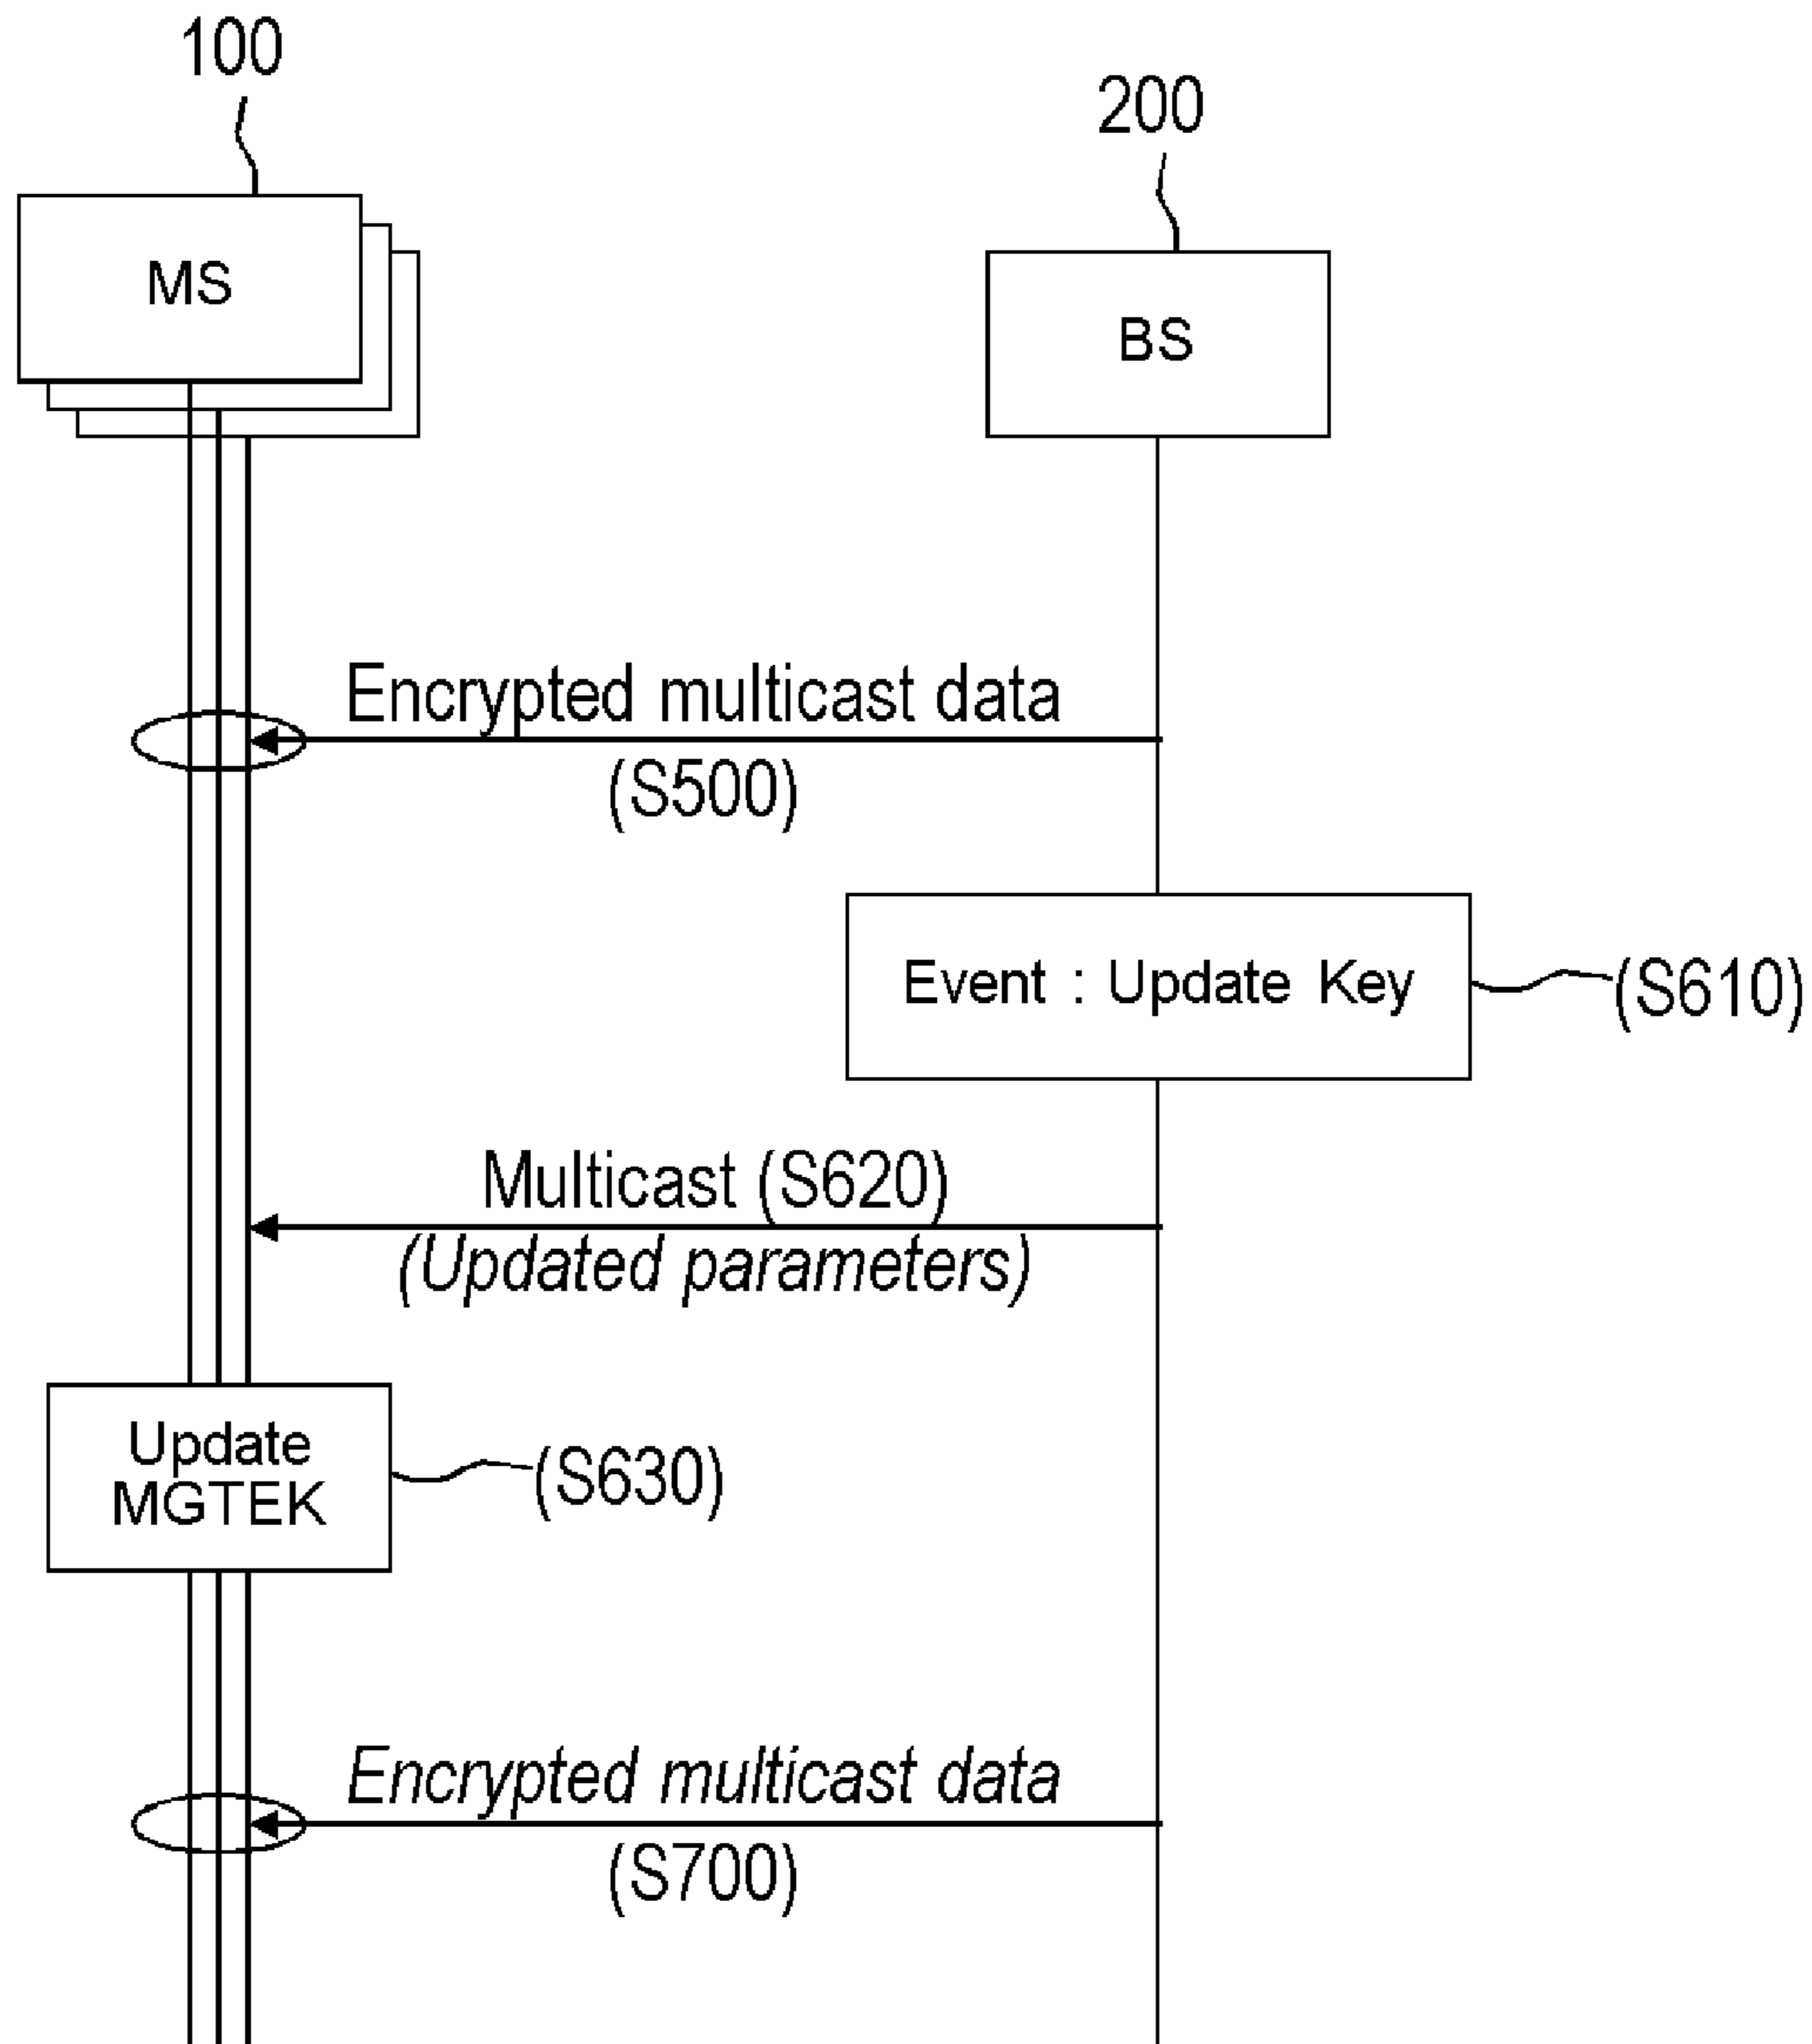 100
200
MS
BS
Encrypted multicast data
(S500)
Event : Update Key
(S610)
Multicast (S620)
(Updated parameters)
Update
MGTEK
(S630)
Encrypted multicast data
(S700)